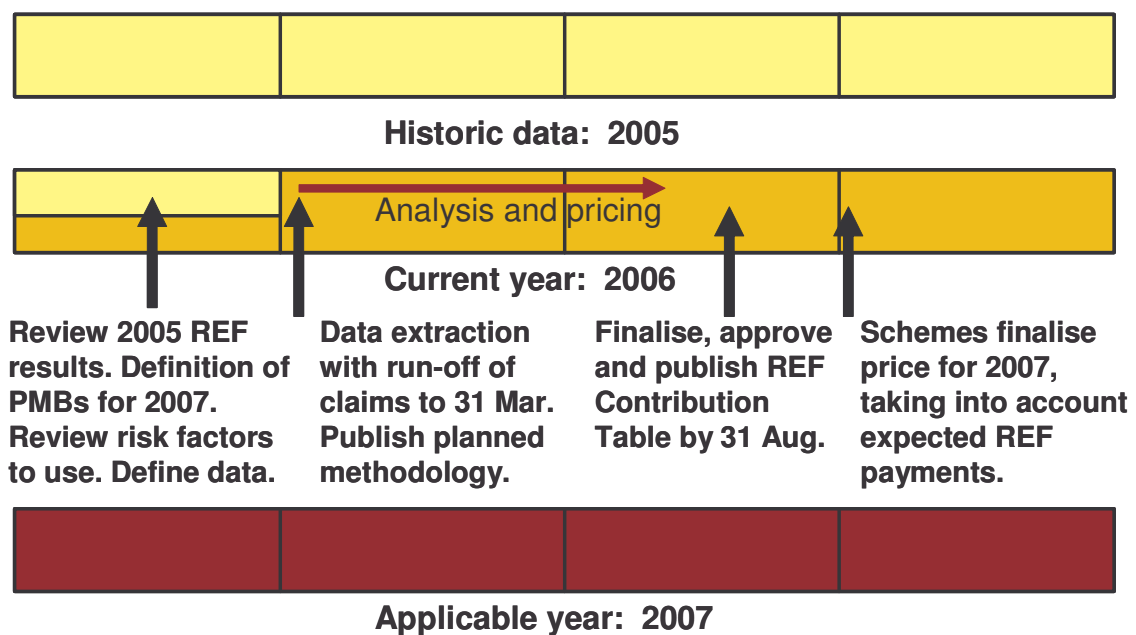 Historic data: 2005
Analysis and pricing
Current year: 2006
Review 2005 REF
results. Definition of
PMBs for 2007.
Review risk factors
to use. Define data.
Data extraction
with run-off of
claims to 31 Mar.
Publish planned
methodology.
Finalise, approve
and publish REF
Contribution
Table by 31 Aug.
Schemes finalise
price for 2007,
taking into account
expected REF
payments.
Applicable year: 2007